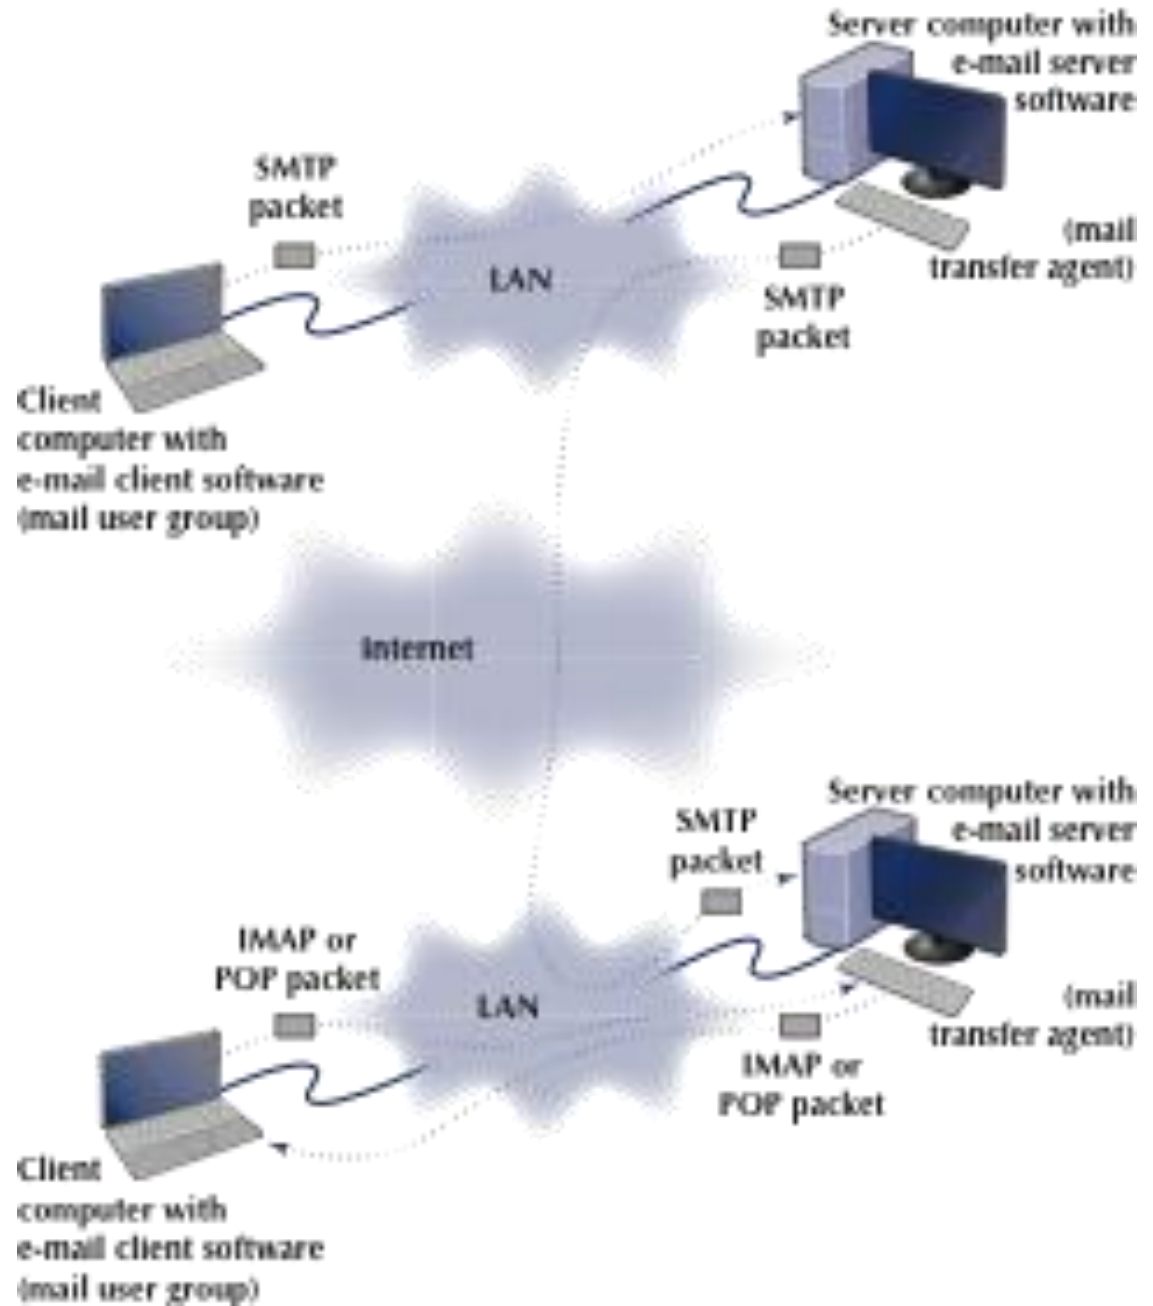 Server computer with
e-mail server
software
SMTP
packet
(mail
transfer agent)
LAN
SMTP
packet
Client
computer with
e-mail client software
(mail user group)
Internet
Server computer with
e-mail server
software
SMTP
packet
IMAP or
POP packet
LAN
(mail
transfer agent)
IMAP or
POP packet
Client
computer with
e-mail client software
(mail user group)